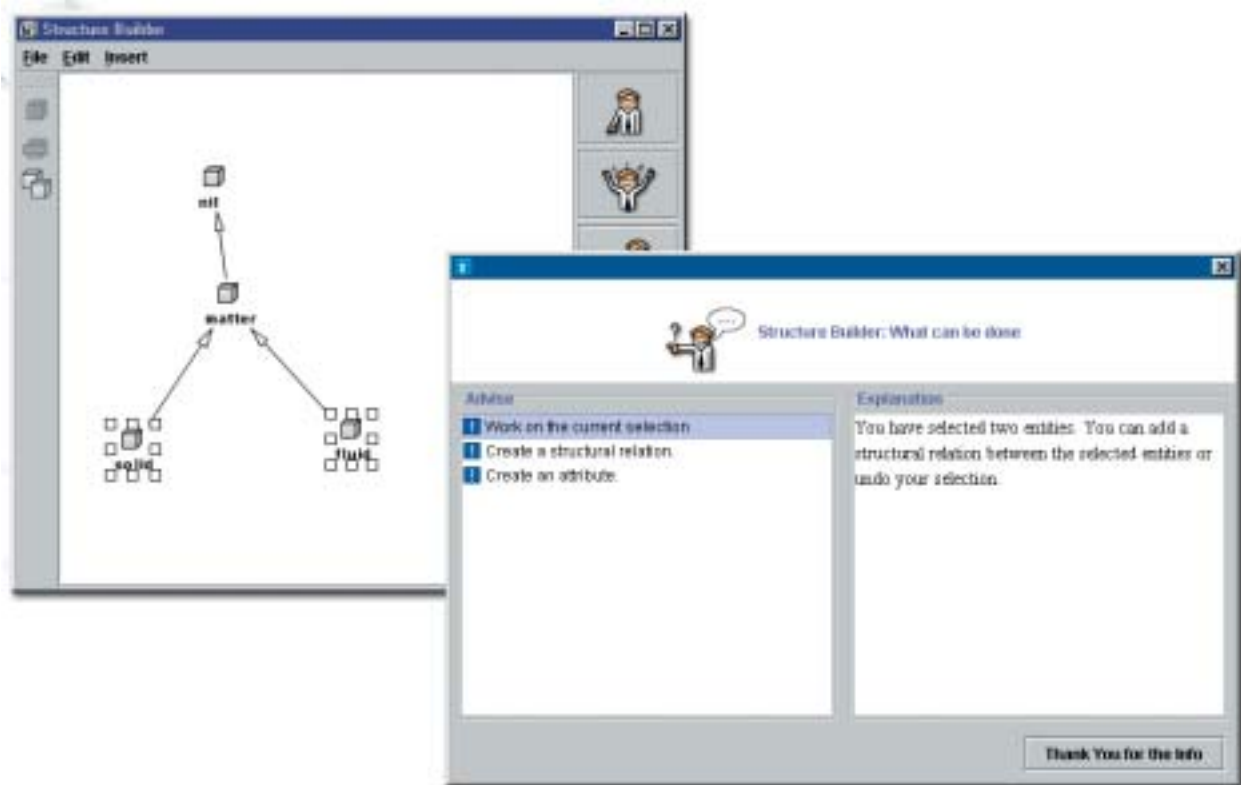 Structure Builder
File Edit Insert
nil
matter
solid
fluid
?
...
Structure Builder: What can be done
Advise
! Work on the current selection
! Create a structural relation.
! Create an attribute.
Explanation
You have selected two entities. You can add a
structural relation between the selected entities or
undo your selection.
Thank You for the Info